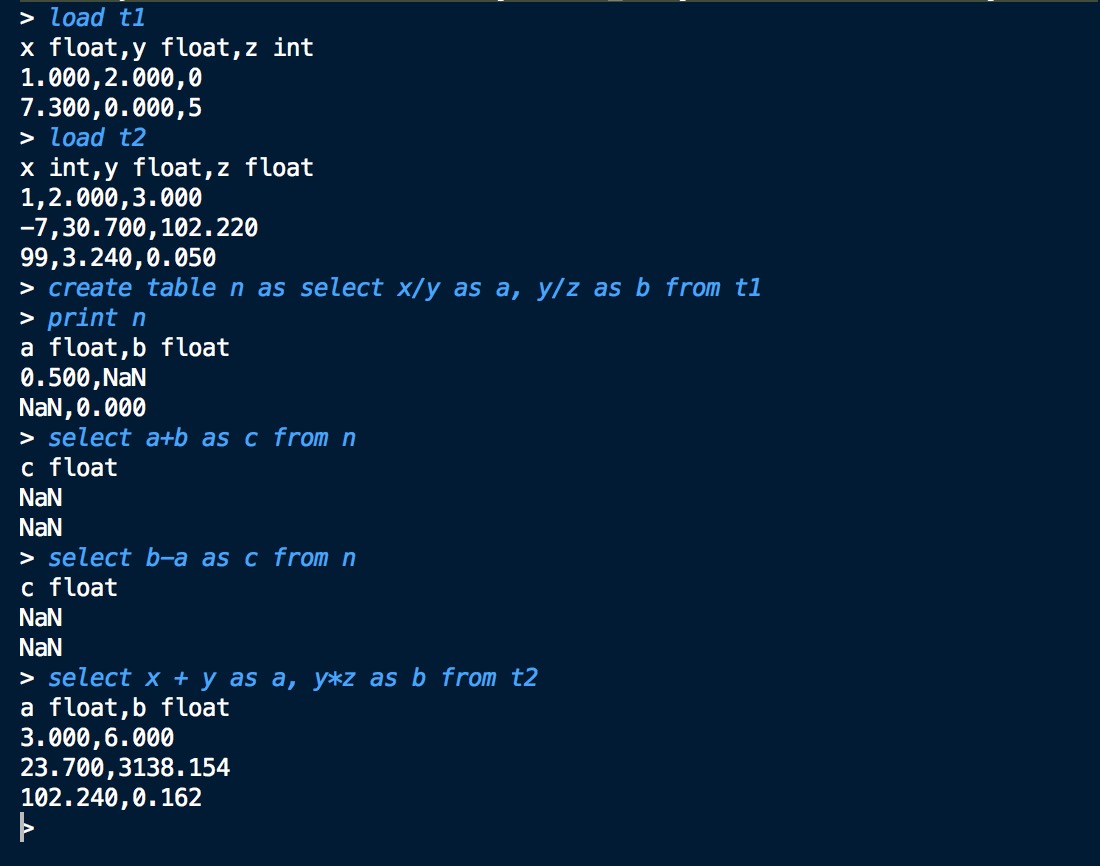 > load t1
x float,y float,z int
1.000,2.000,0
7.300,0.000,5
> load t2
x int,y float,z float
1,2.000,3.000
-7,30.700,102.220
99,3.240,0.050
> create table n as select x/y as a, y/z as b from t1
> print n
a float,b float
0.500,NaN
NaN,0.000
> select a+b as c from n
c float
NaN
NaN
> select b-a as c from n
c float
NaN
NaN
> select x + y as a, y*z as b from t2
a float,b float
3.000,6.000
23.700,3138.154
102.240,0.162
>